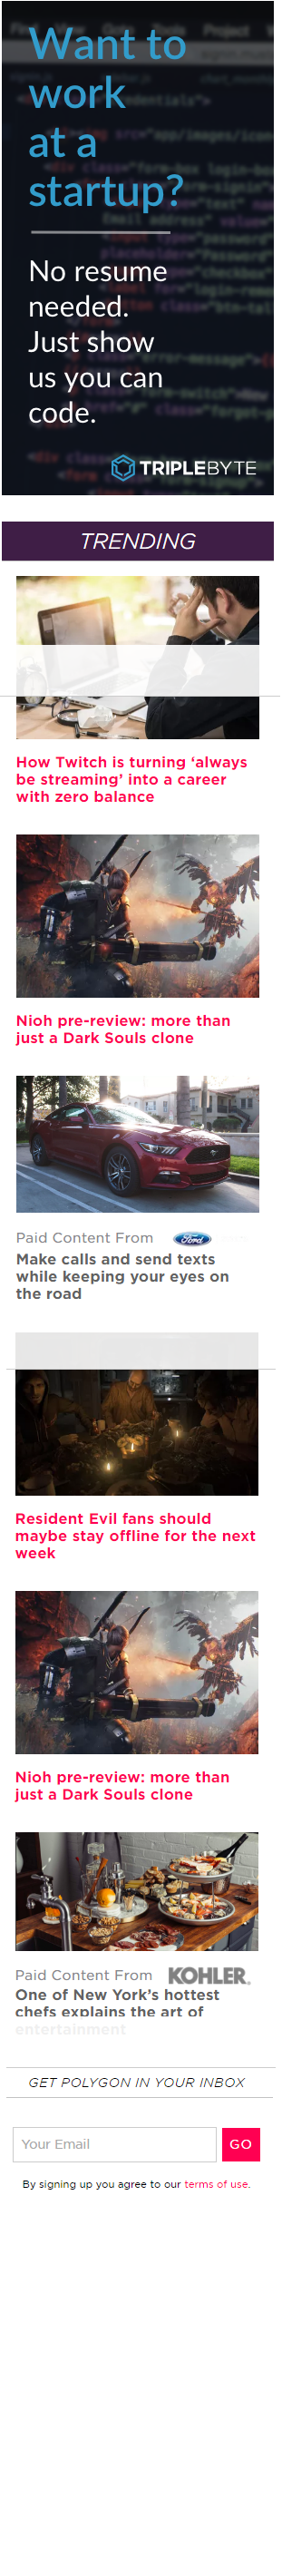 Want to
work
at a
startup?
No resume
needed.
Just show
us you can
code.
TRIPLEBYTE
TRENDING
How Twitch is turning ‘always
be streaming’ into a career
with zero balance
Nioh pre-review: more than
just a Dark Souls clone
Paid Content From Ford
Make calls and send texts
while keeping your eyes on
the road
Resident Evil fans should
maybe stay offline for the next
week
Nioh pre-review: more than
just a Dark Souls clone
Paid Content From KOHLER.
One of New York’s hottest
chefs explains the art of
entertainment
GET POLYGON IN YOUR INBOX
Your Email GO
By signing up you agree to our terms of use.